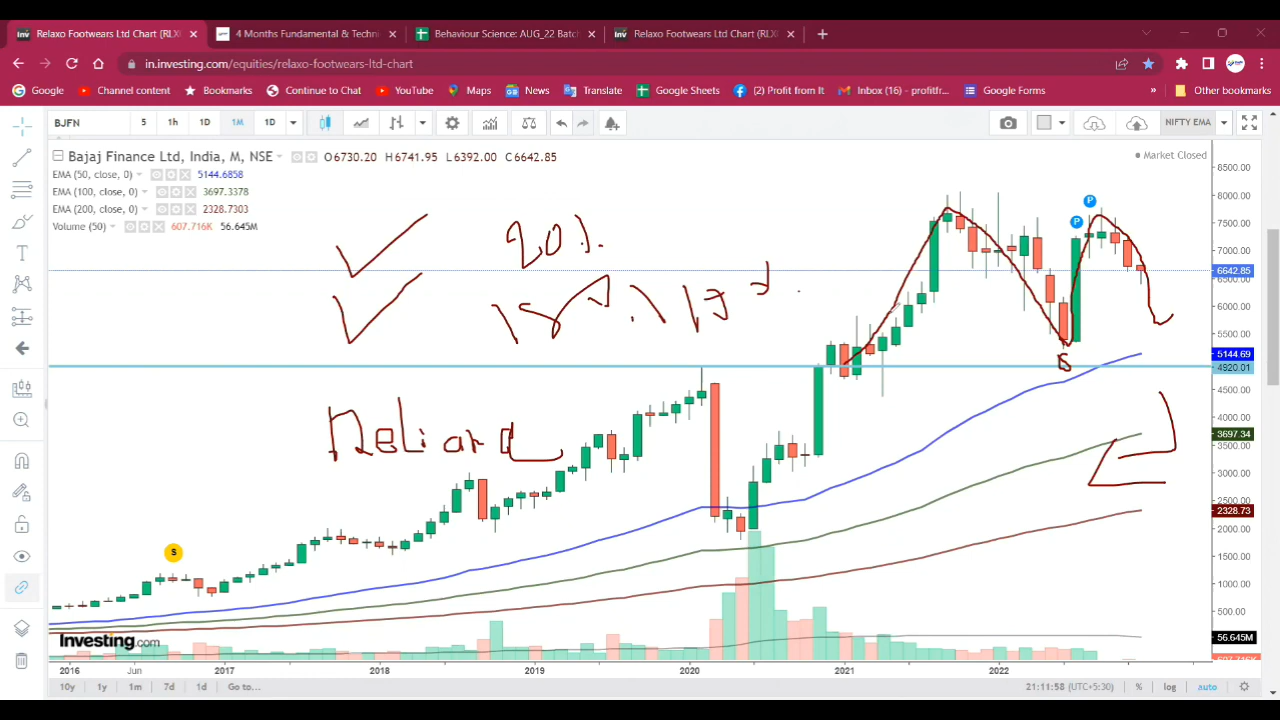 Relaxo Footwears Ltd Chart (RLX
4 Months Fundamental & Techni
Behaviour Science: AUG_22 Batch
Relaxo Footwears Ltd Chart (RLX
in.investing.com/equities/relaxo-footwears-ltd-chart
Google Channel content Bookmarks Continue to Chat YouTube Maps News Translate Google Sheets (2) Profit from It Inbox (16) - profitfr... Google Forms » Other bookmarks
BJFN 5 1h 1D 1M 1D NIFTY EMA
Bajaj Finance Ltd, India, M, NSE O6730.20 H6741.95 L6392.00 C6642.85
Market Closed
EMA (50, close, 0) 5144.6858
EMA (100, close, 0) 3697.3378
EMA (200, close, 0) 2328.7303
Volume (50) 607.716K 56.645M
P
P
S
20%
8500.00
8000.00
7500.00
7000.00
6642.85
6000.00
5500.00
5144.69
4920.01
4500.00
4000.00
3697.34
3500.00
3000.00
2500.00
2328.73
2000.00
1500.00
1000.00
500.00
56.645M
607.716K
Investing.com
2016 Jun 2017 2018 2019 2020 2021 2022
10y 1y 1m 7d 1d Go to... 21:11:58 (UTC+5:30) % log auto